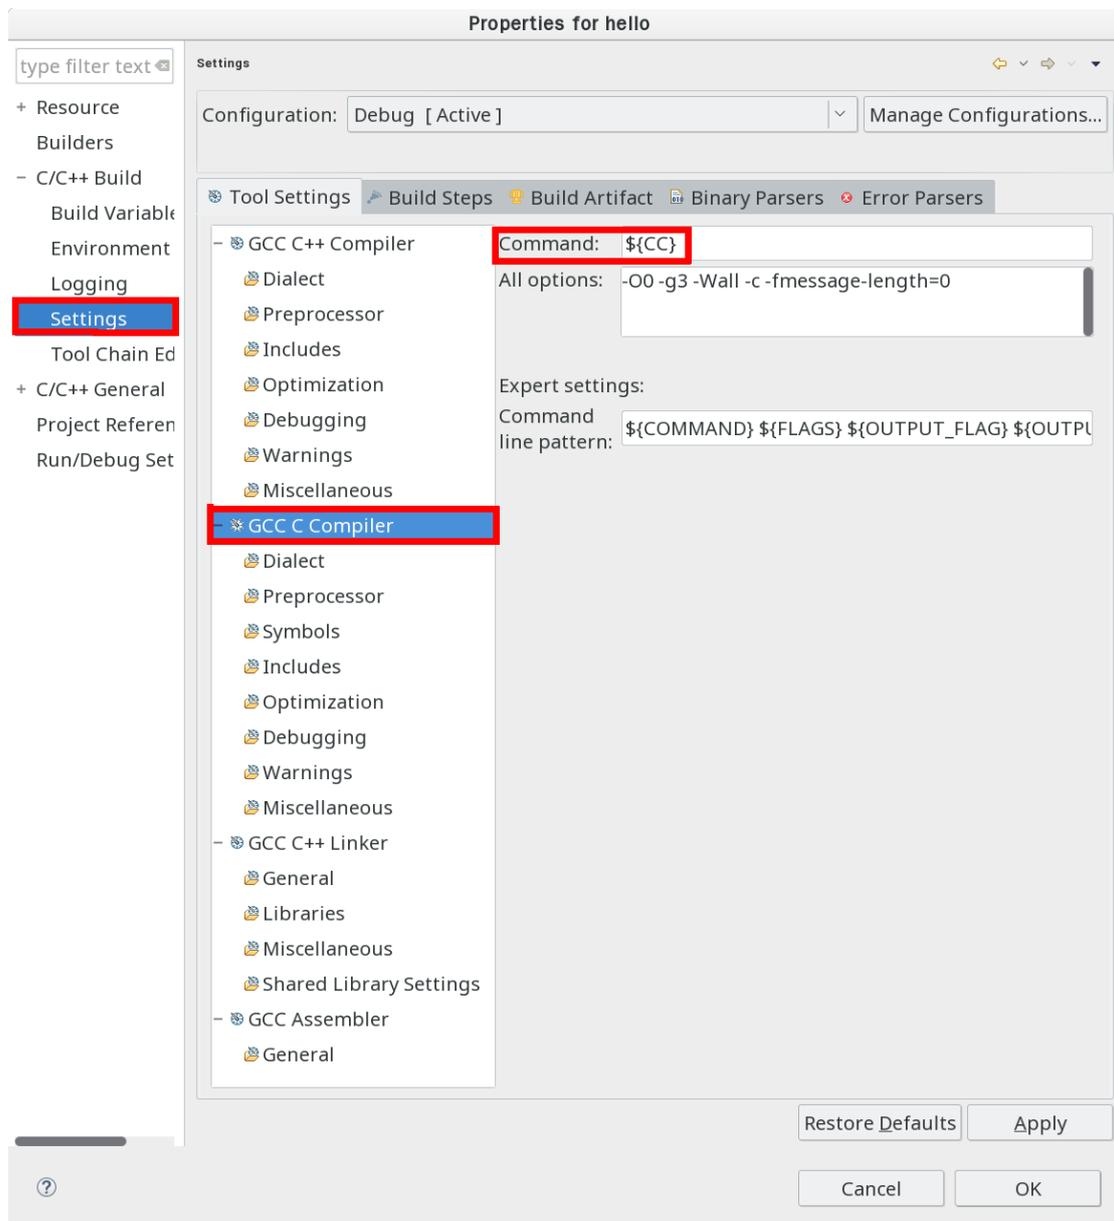 Properties for hello
type filter text
+ Resource
Builders
− C/C++ Build
Build Variable
Environment
Logging
Settings
Tool Chain Ed
+ C/C++ General
Project Referen
Run/Debug Set
Settings
Configuration: Debug [ Active ] Manage Configurations...
Tool Settings Build Steps Build Artifact Binary Parsers Error Parsers
− GCC C++ Compiler
Dialect
Preprocessor
Includes
Optimization
Debugging
Warnings
Miscellaneous
− GCC C Compiler
Dialect
Preprocessor
Symbols
Includes
Optimization
Debugging
Warnings
Miscellaneous
− GCC C++ Linker
General
Libraries
Miscellaneous
Shared Library Settings
− GCC Assembler
General
Command: ${CC}
All options: -O0 -g3 -Wall -c -fmessage-length=0
Expert settings:
Command
line pattern: ${COMMAND} ${FLAGS} ${OUTPUT_FLAG} ${OUTPU
Restore Defaults Apply
Cancel OK